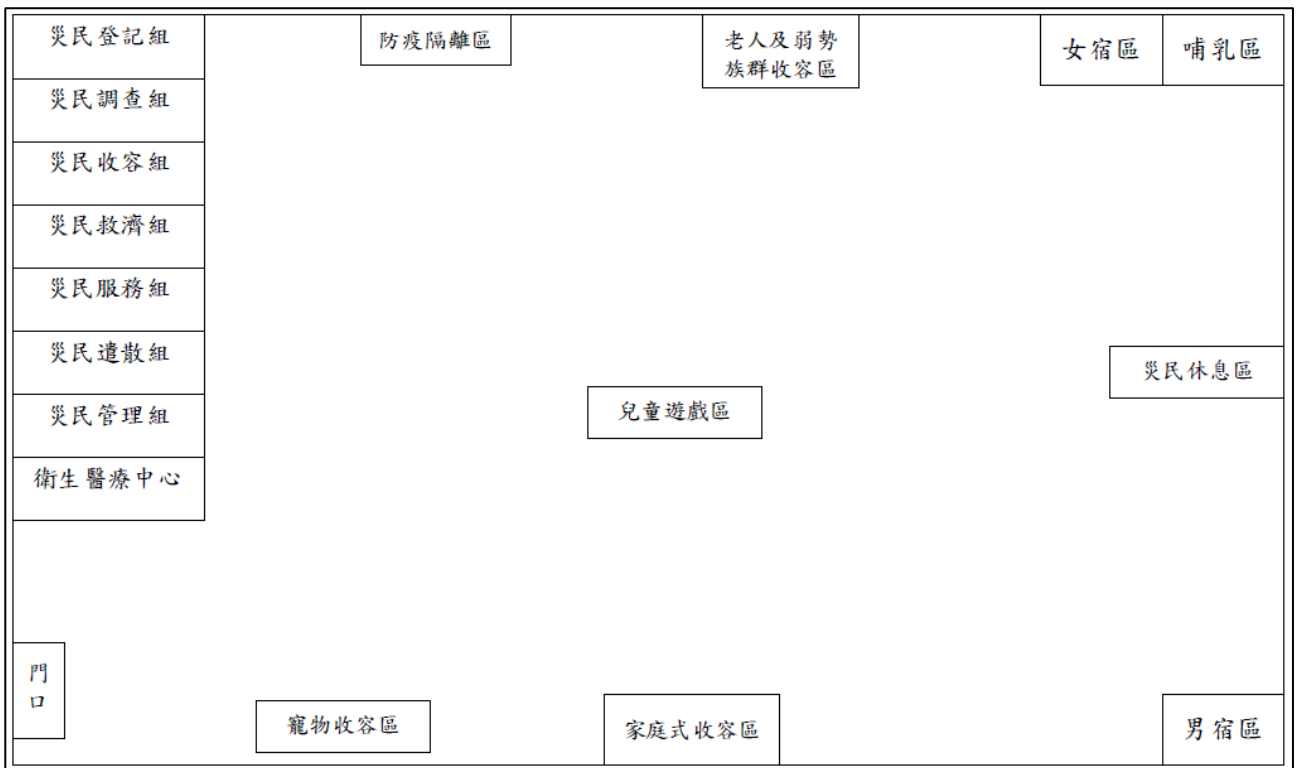 災民登記組
防疫隔離區
老人及弱勢
族群收容區
女宿區
哺乳區
災民調查組
災民收容組
災民救濟組
災民服務組
災民遣散組
災民休息區
災民管理組
兒童遊戲區
衛生醫療中心
門
口
寵物收容區
家庭式收容區
男宿區